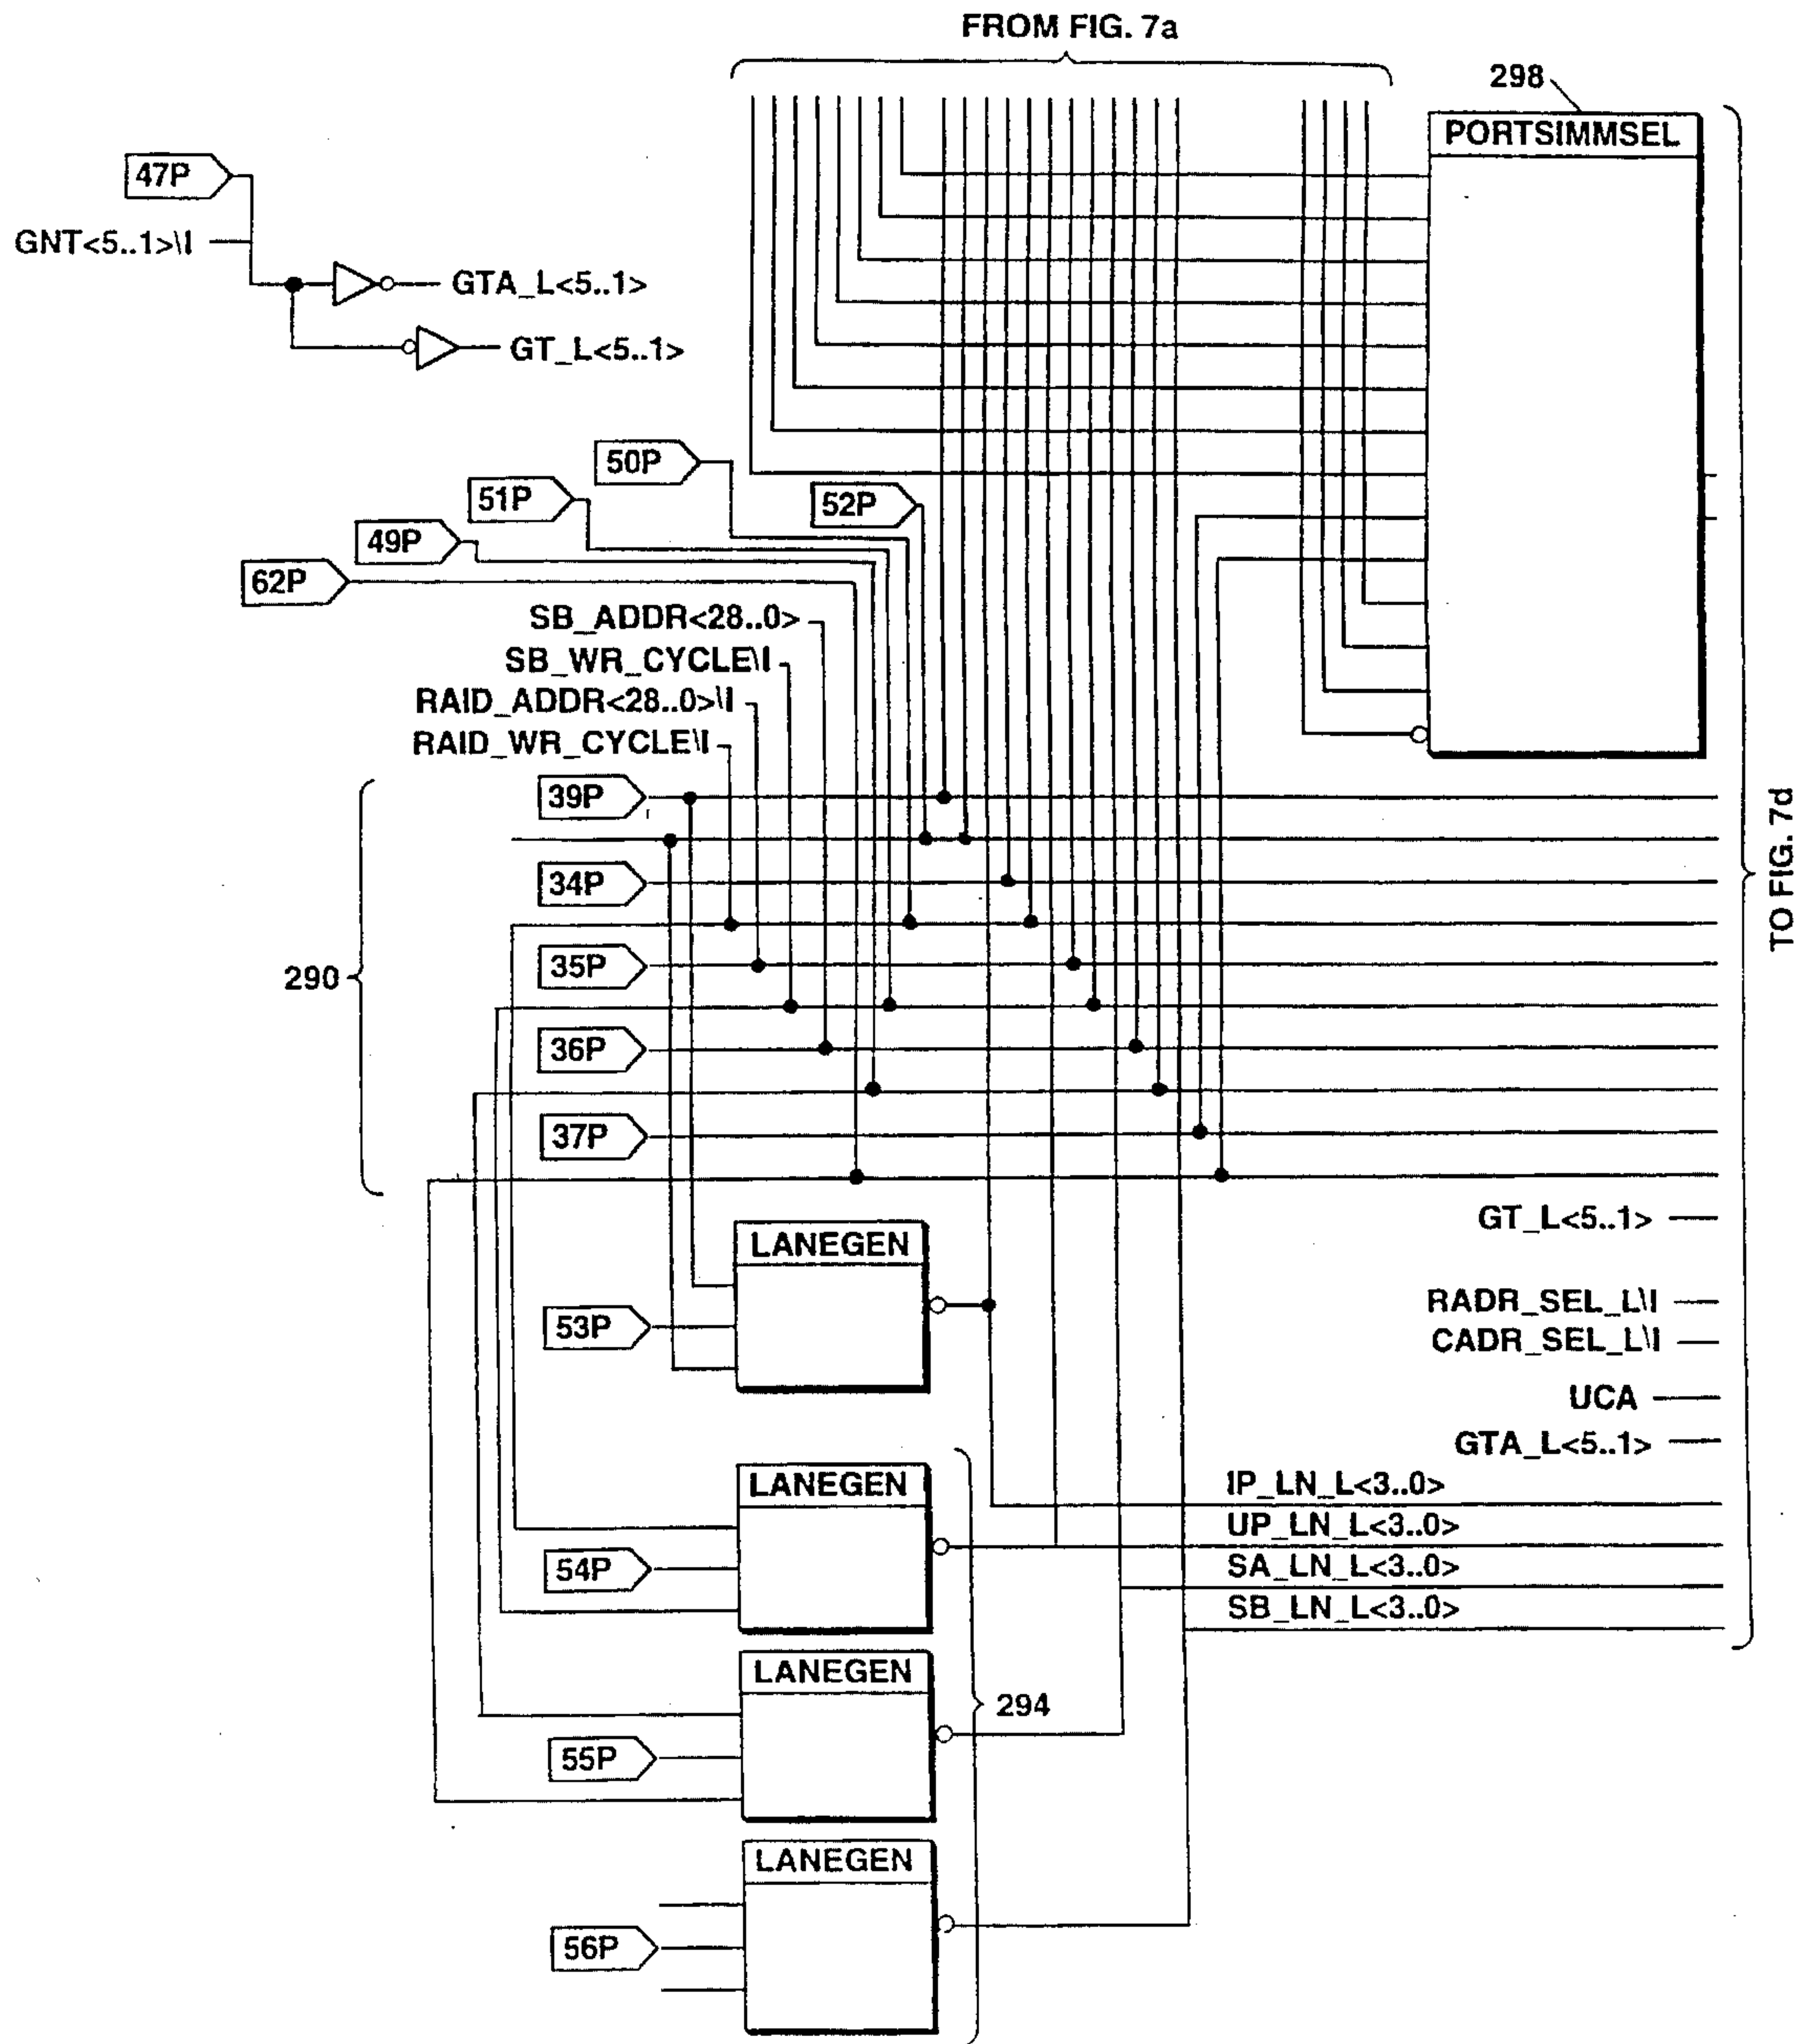 FROM FIG. 7a
298
PORTSIMMSEL
47P
GNT<5..1>\I
GTA_L<5..1>
GT_L<5..1>
50P
51P
52P
49P
62P
SB_ADDR<28..0>
SB_WR_CYCLE\I
RAID_ADDR<28..0>\I
RAID_WR_CYCLE\I
39P
34P
35P
290
36P
37P
TO FIG. 7d
GT_L<5..1>
LANEGEN
53P
RADR_SEL_L\I
CADR_SEL_L\I
UCA
GTA_L<5..1>
IP_LN_L<3..0>
UP_LN_L<3..0>
SA_LN_L<3..0>
SB_LN_L<3..0>
LANEGEN
54P
LANEGEN
294
55P
LANEGEN
56P